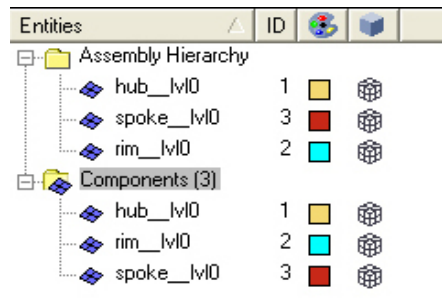 Entities ID
Assembly Hierarchy
hub__lvl0 1
spoke__lvl0 3
rim__lvl0 2
Components (3)
hub__lvl0 1
rim__lvl0 2
spoke__lvl0 3